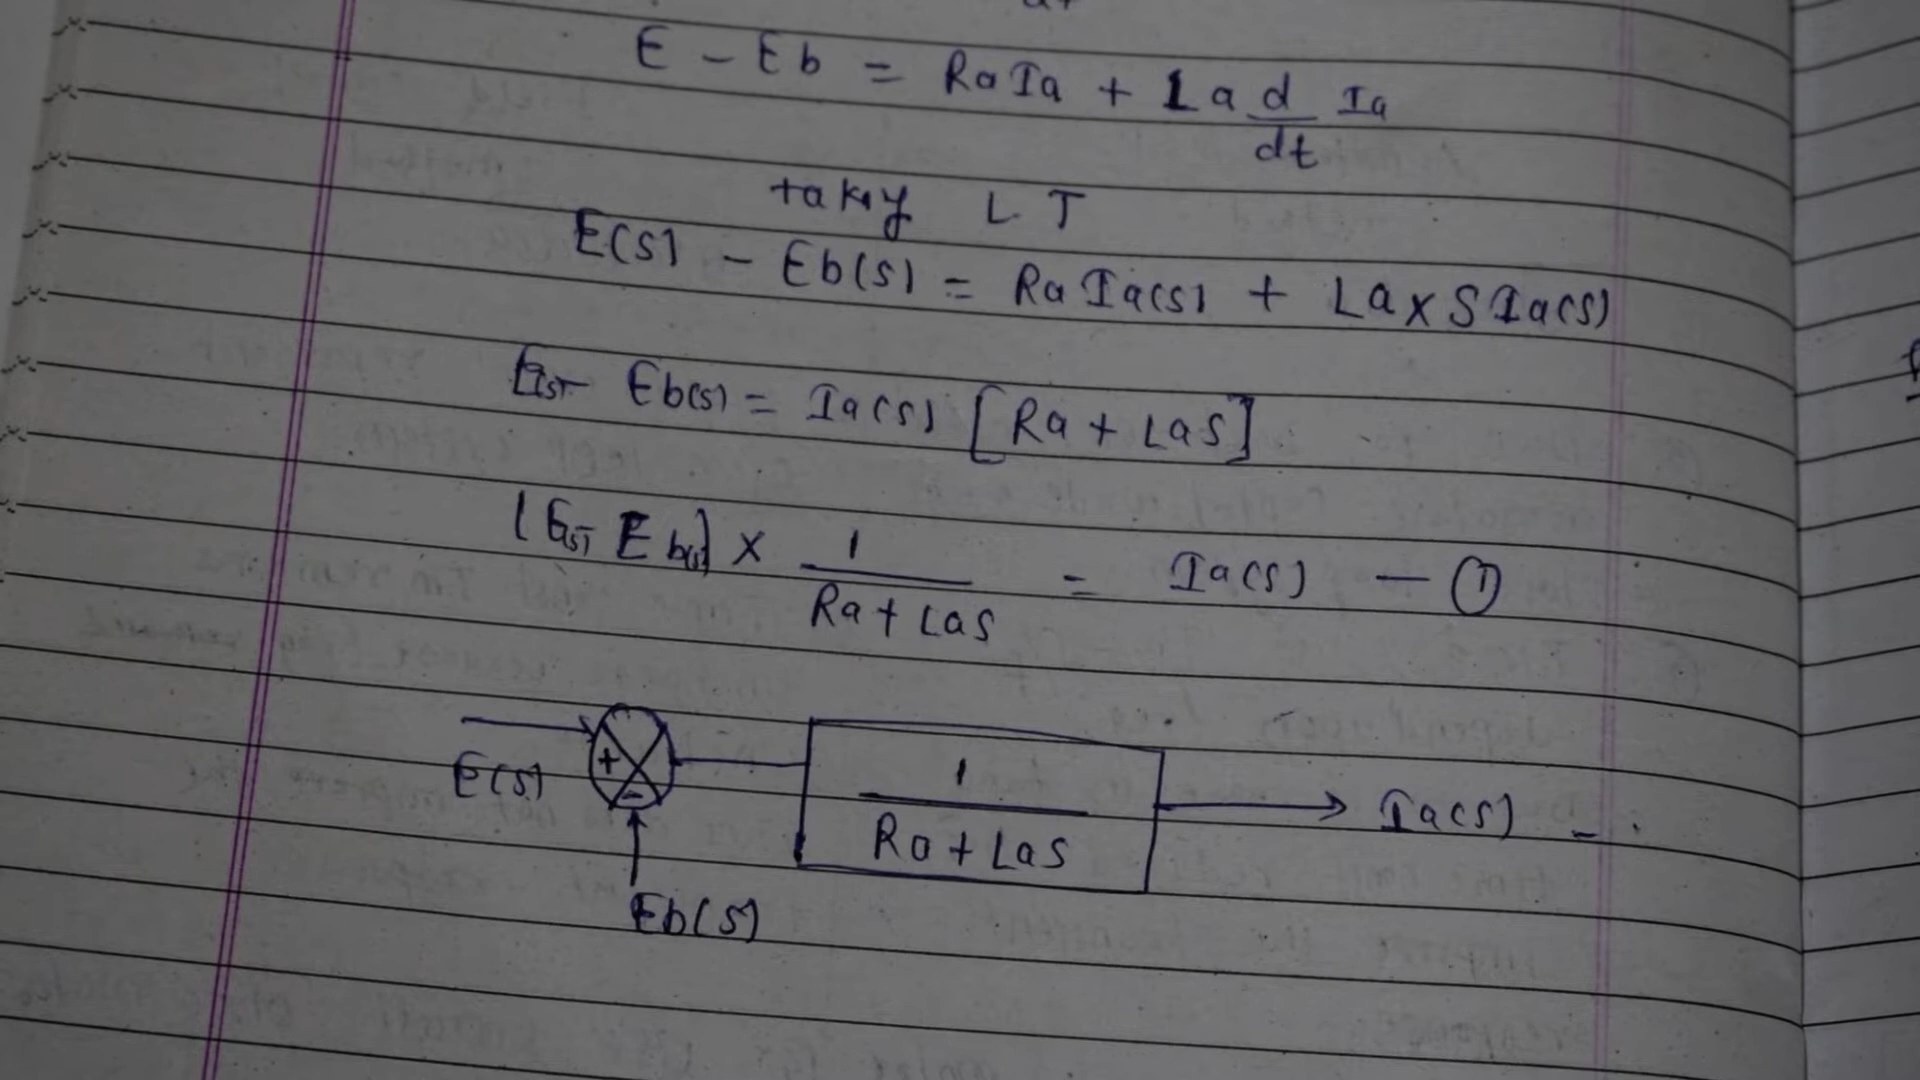 E - Eb = RaIa + La d/dt Ia
takiy L T
E(s) - Eb(s) = Ra Ia(s) + La x S Ia(s)
E(s) - Eb(s) = Ia(s) [Ra + LaS]
[E(s) - Eb(s)] x 1/(Ra + LaS) = Ia(s) — ①
E(s) + - 1/(Ra + LaS) Ia(s) -
Eb(s)